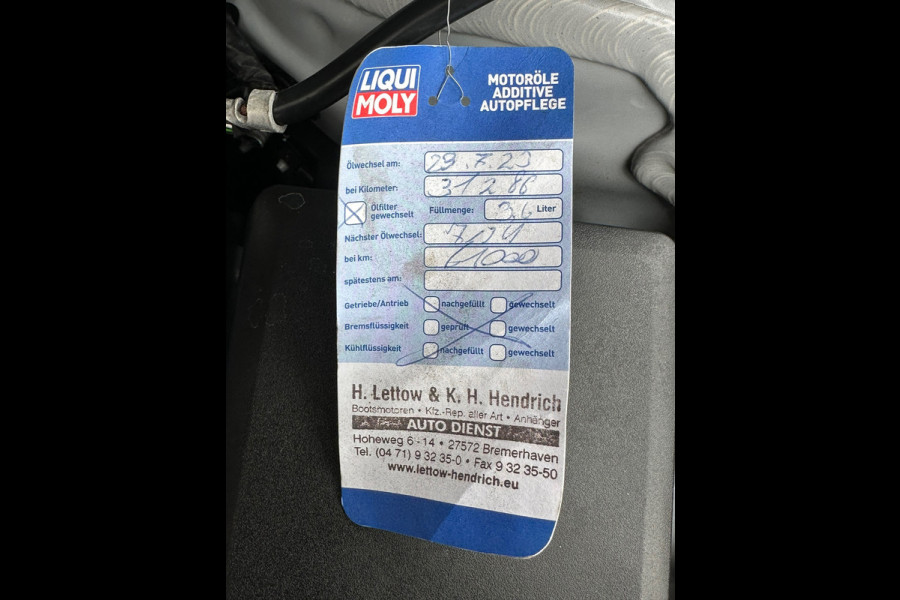 LIQUI
MOLY
MOTORÖLE
ADDITIVE
AUTOPFLEGE
Ölwechsel am: 29.7.23
bei Kilometer: 31286
Ölfilter
gewechselt
Füllmenge: 3,6 Liter
Nächster Ölwechsel:
bei km:
spätestens am:
Getriebe/Antrieb nachgefüllt gewechselt
Bremsflüssigkeit geprüft gewechselt
Kühlflüssigkeit nachgefüllt gewechselt
H. Lettow & K. H. Hendrich
Bootsmotoren • Kfz.-Rep. aller Art • Anhänger
AUTO DIENST
Hoheweg 6 - 14 • 27572 Bremerhaven
Tel. (04 71) 9 32 35-0 • Fax 9 32 35-50
www.lettow-hendrich.eu